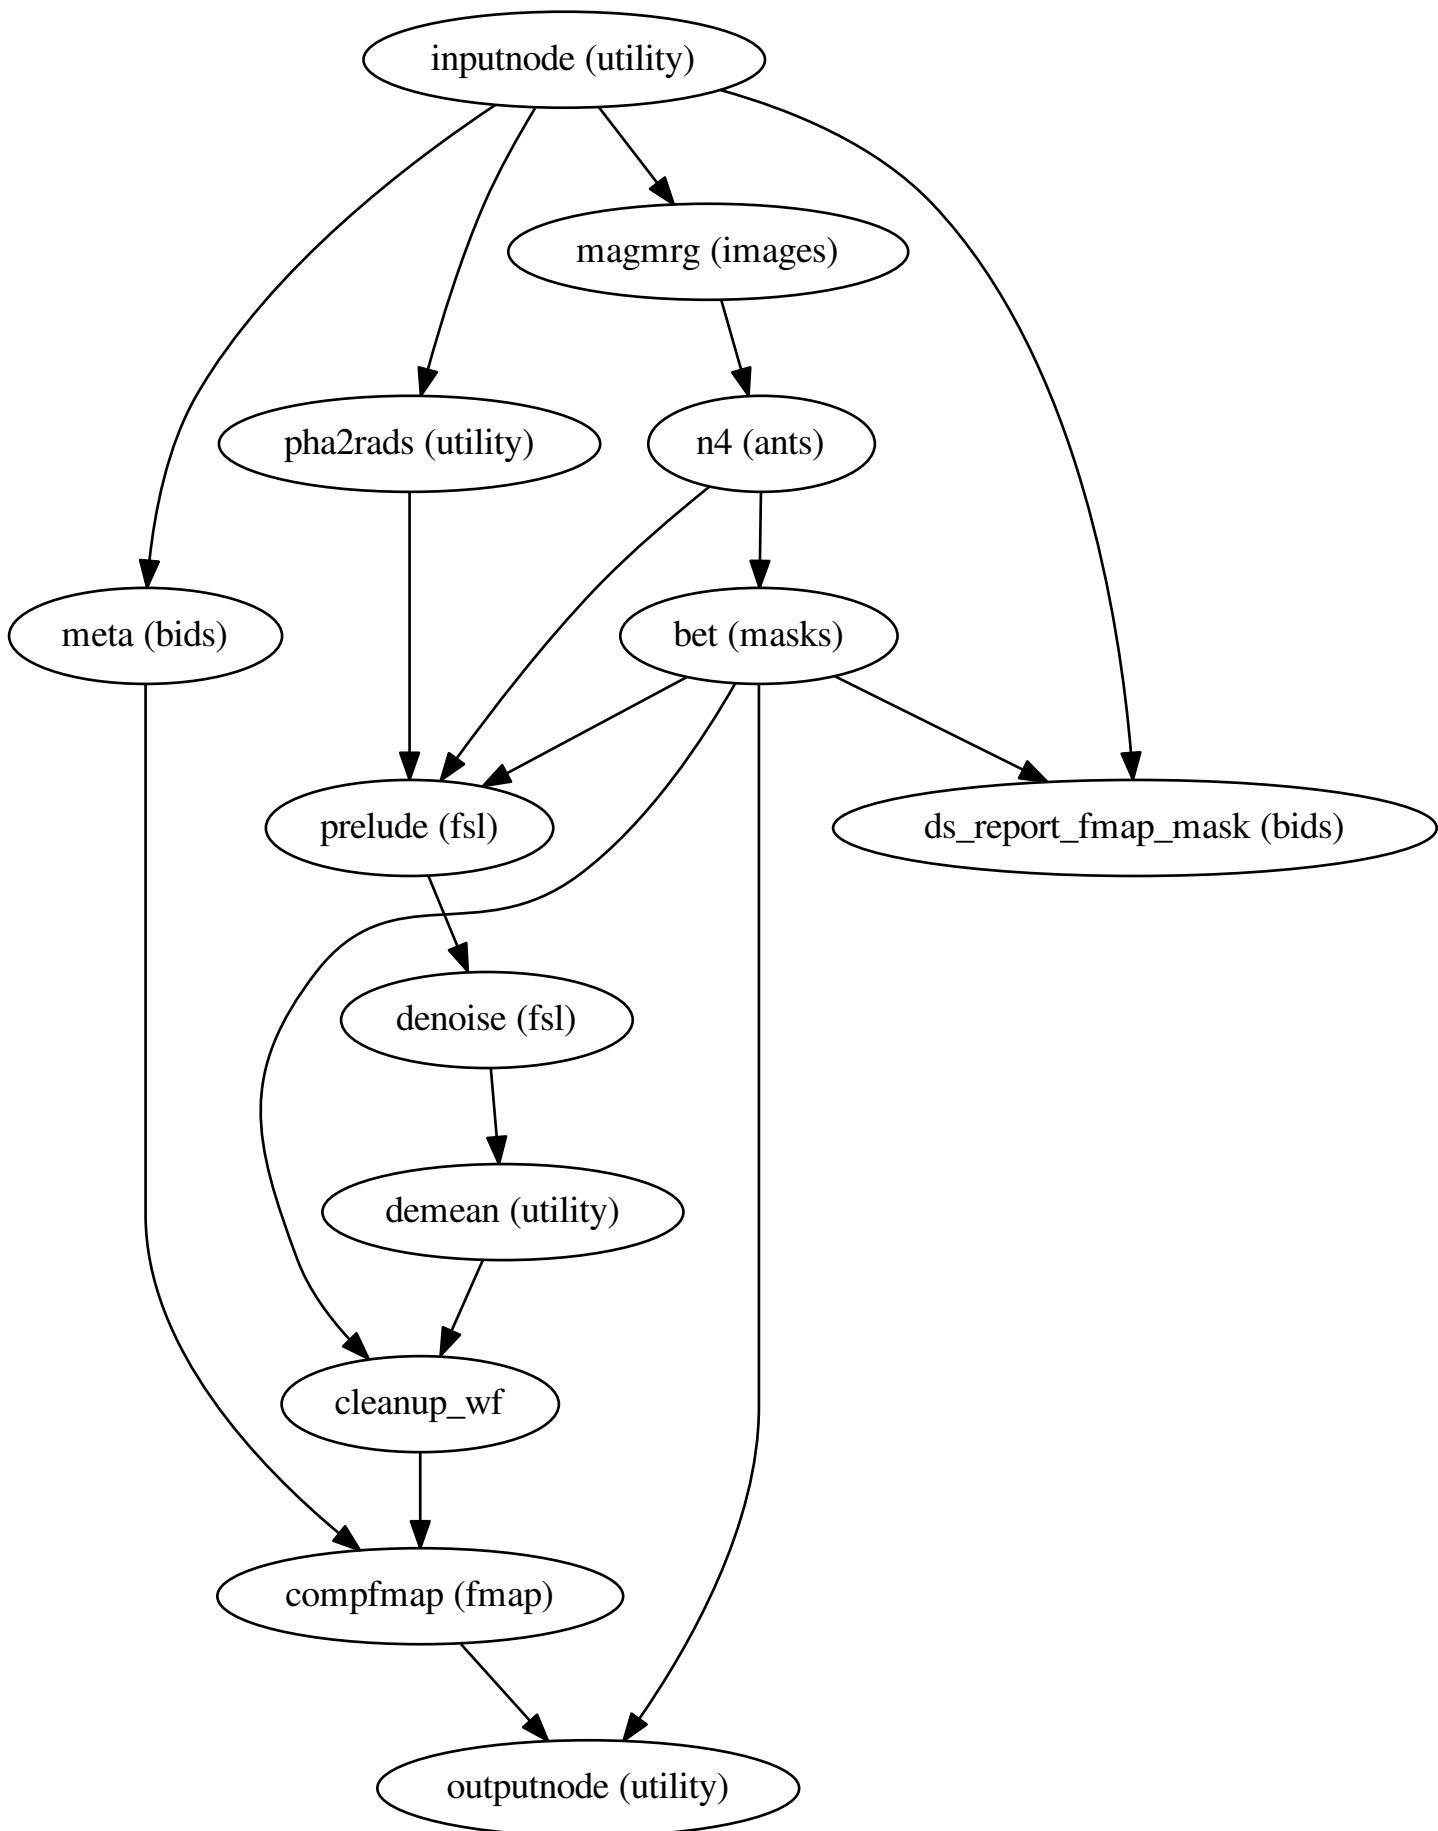 inputnode (utility)
magmrg (images)
pha2rads (utility)
n4 (ants)
meta (bids)
bet (masks)
prelude (fsl)
ds_report_fmap_mask (bids)
denoise (fsl)
demean (utility)
cleanup_wf
compfmap (fmap)
outputnode (utility)